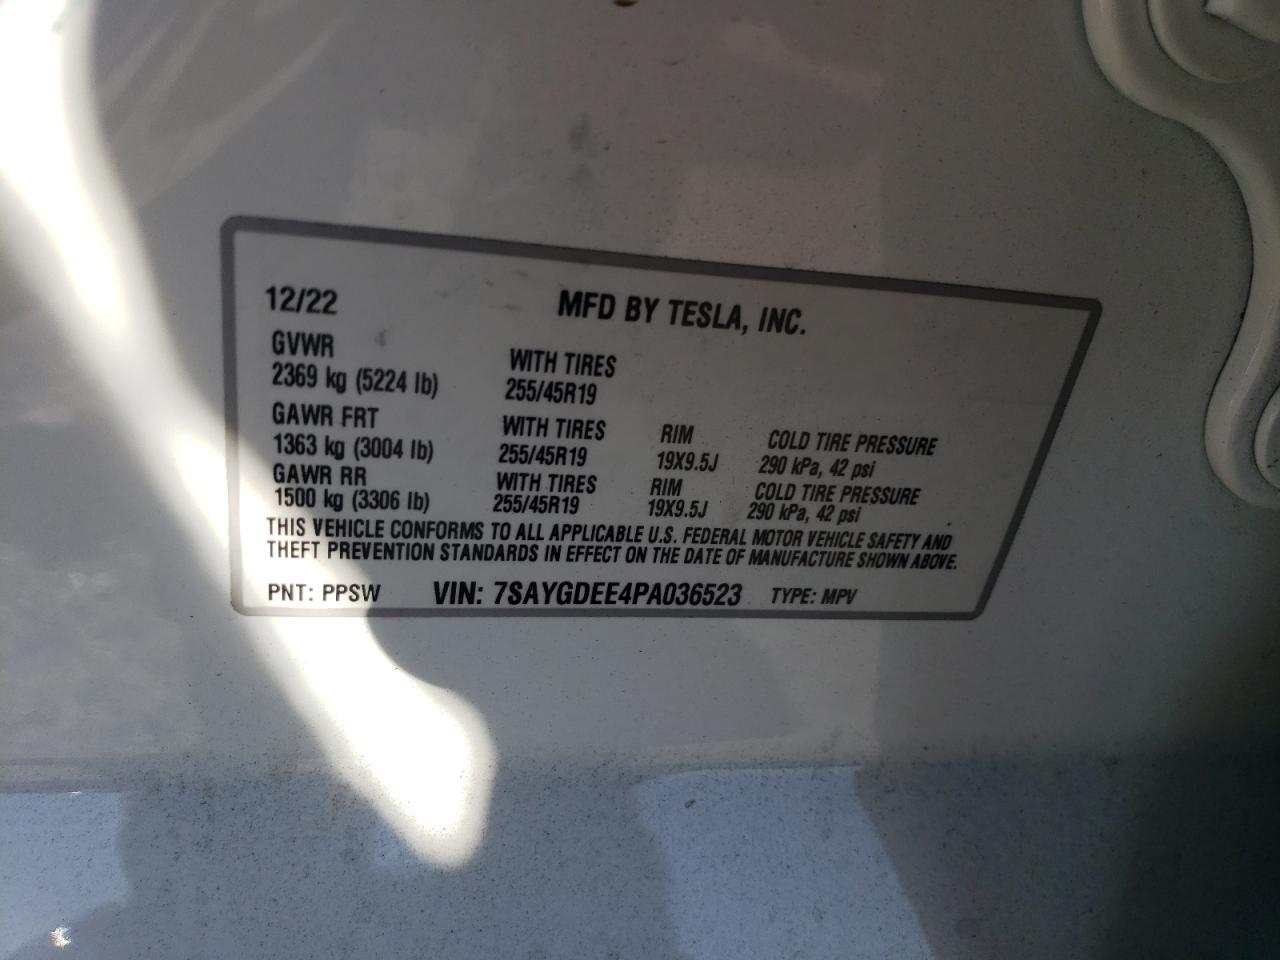 12/22 MFD BY TESLA, INC.
GVWR
2369 kg (5224 lb) WITH TIRES
255/45R19
GAWR FRT WITH TIRES RIM COLD TIRE PRESSURE
1363 kg (3004 lb) 255/45R19 19X9.5J 290 kPa, 42 psi
GAWR RR WITH TIRES RIM COLD TIRE PRESSURE
1500 kg (3306 lb) 255/45R19 19X9.5J 290 kPa, 42 psi
THIS VEHICLE CONFORMS TO ALL APPLICABLE U.S. FEDERAL MOTOR VEHICLE SAFETY AND
THEFT PREVENTION STANDARDS IN EFFECT ON THE DATE OF MANUFACTURE SHOWN ABOVE.
PNT: PPSW VIN: 7SAYGDEE4PA036523 TYPE: MPV